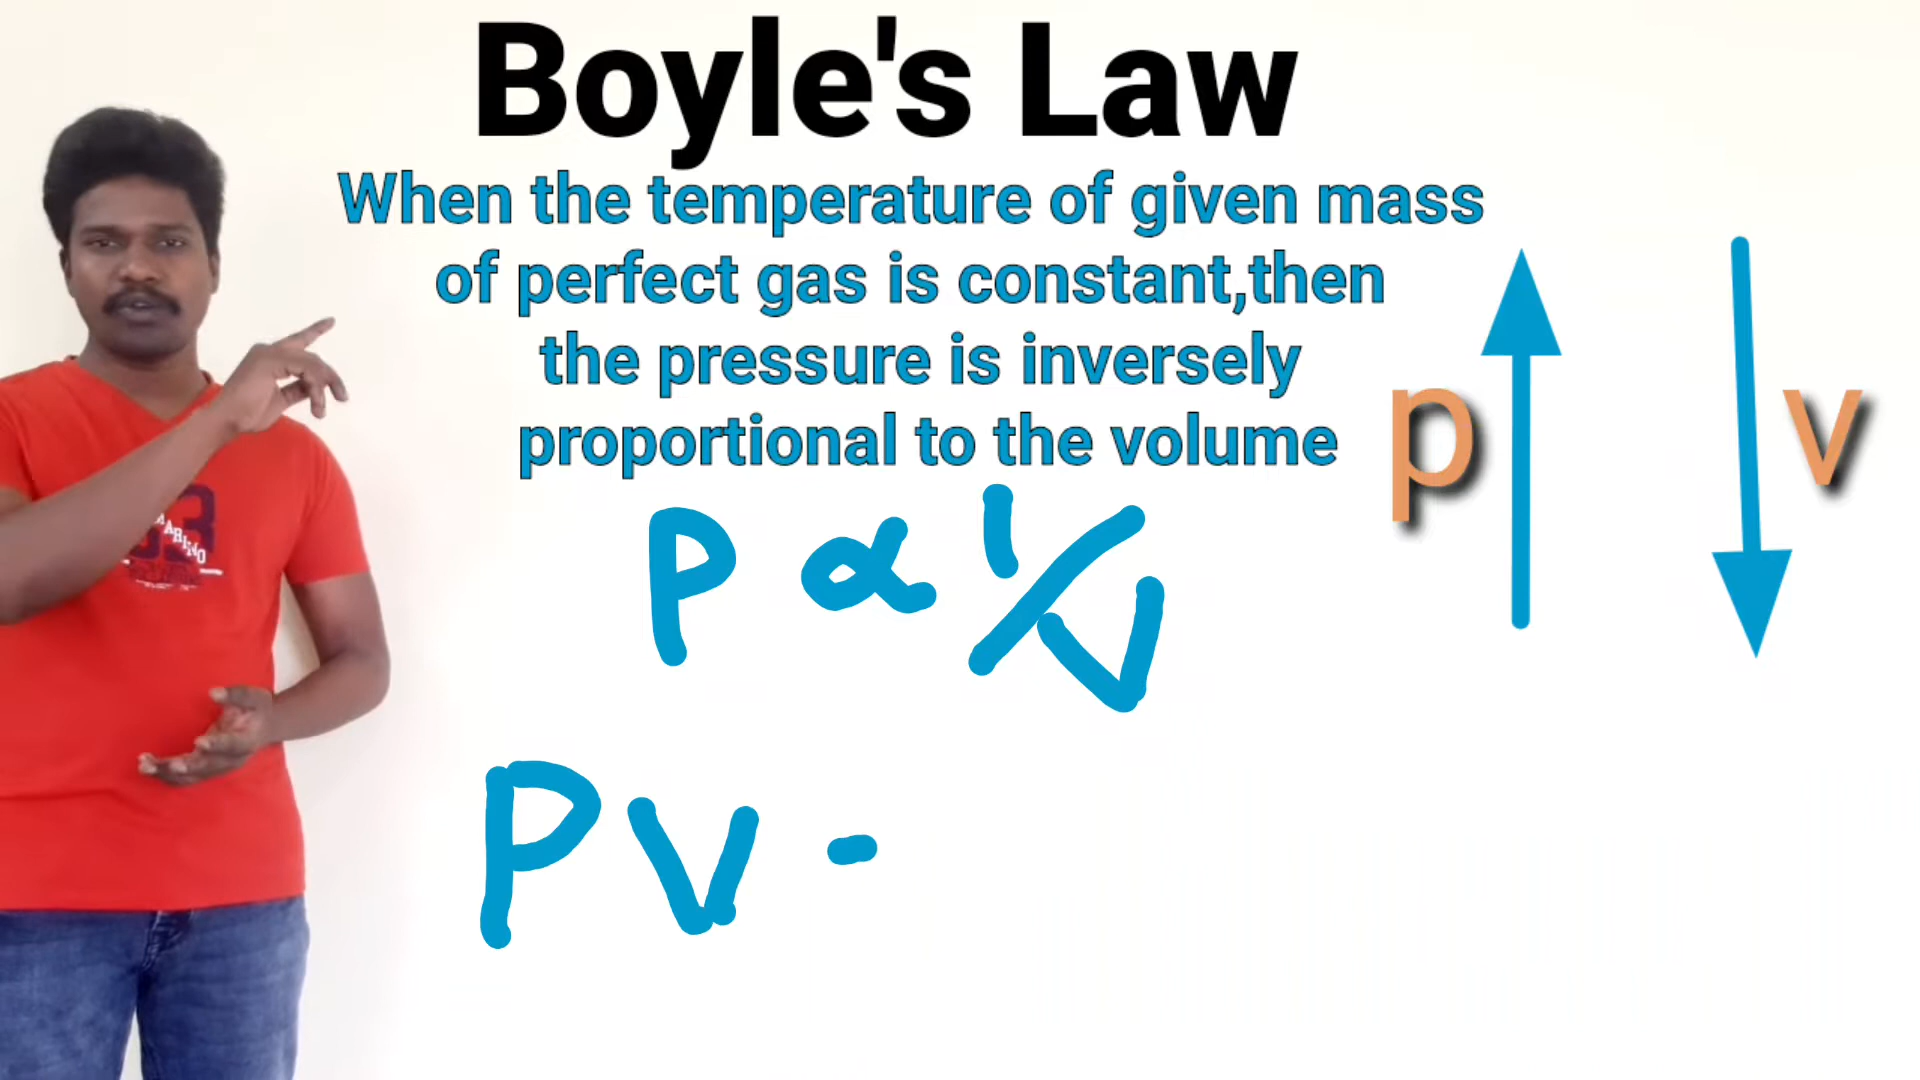 Boyle's Law
When the temperature of given mass
of perfect gas is constant,then
the pressure is inversely
proportional to the volume
p
v
P ∝ 1/V
PV -